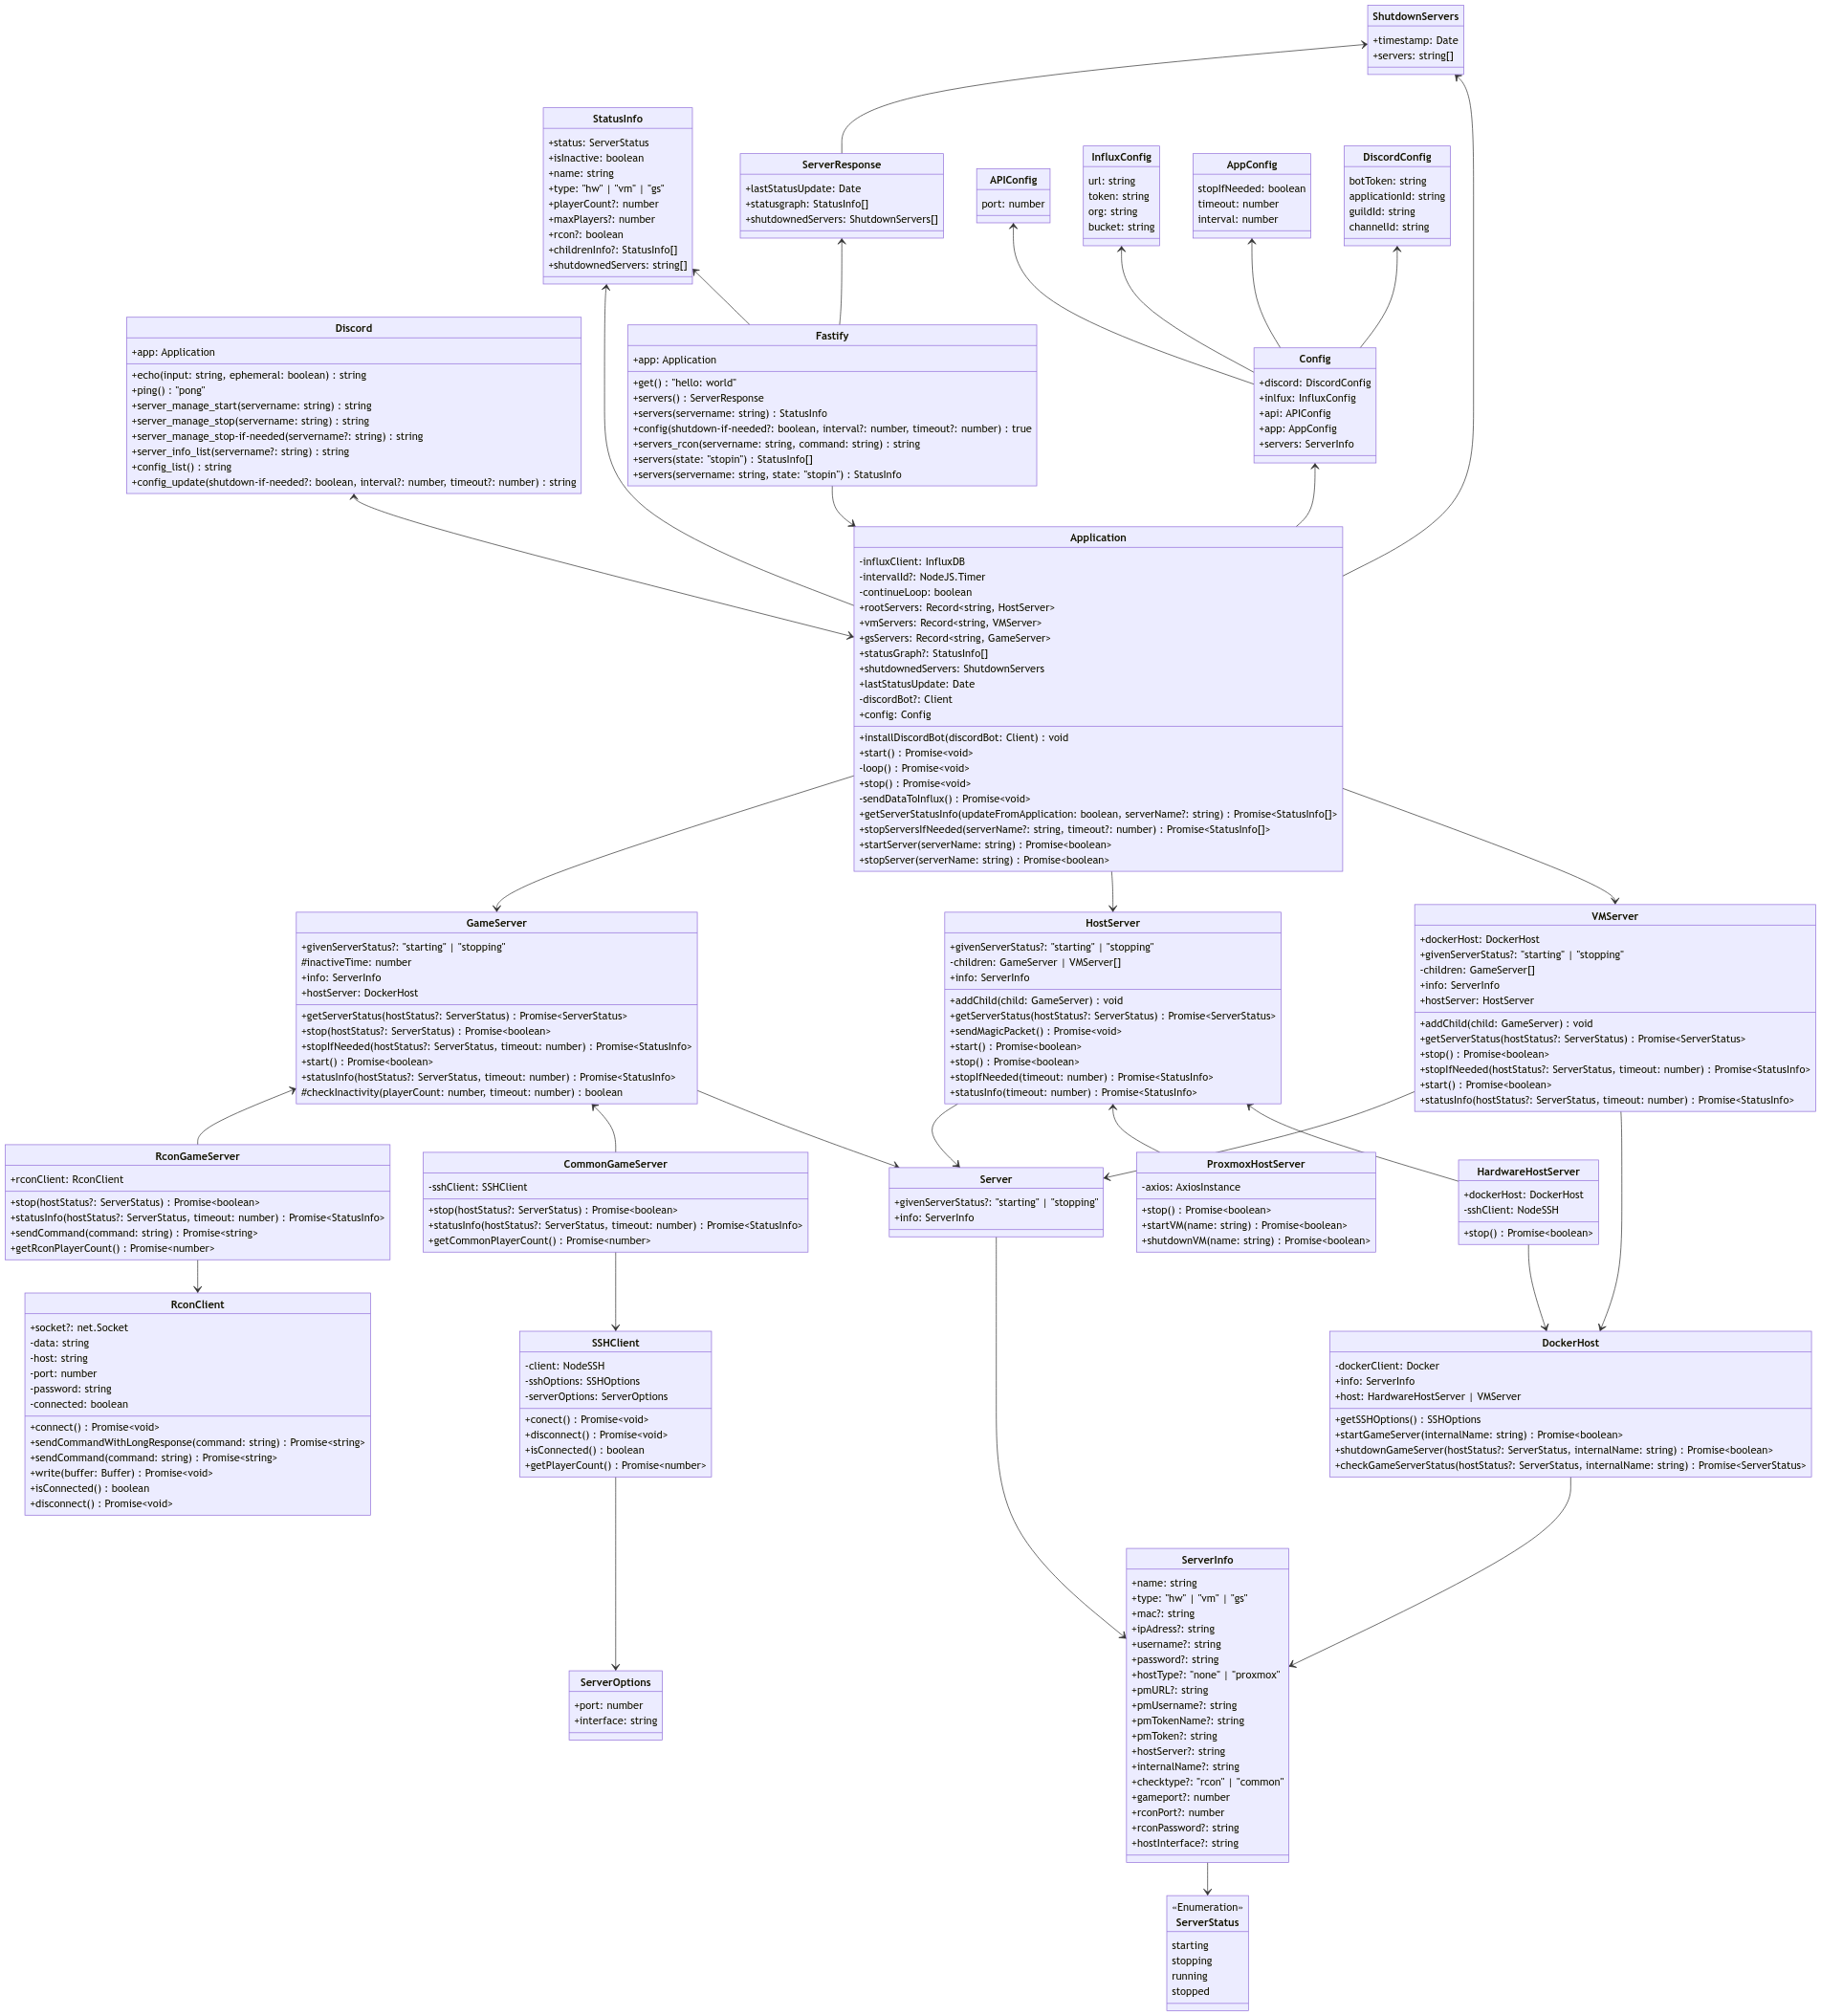 ShutdownServers
+timestamp: Date
+servers: string[]
StatusInfo
+status: ServerStatus
+isInactive: boolean
+name: string
+type: "hw" | "vm" | "gs"
+playerCount?: number
+maxPlayers?: number
+rcon?: boolean
+childrenInfo?: StatusInfo[]
+shutdownedServers: string[]
ServerResponse
+lastStatusUpdate: Date
+statusgraph: StatusInfo[]
+shutdownedServers: ShutdownServers[]
APIConfig
port: number
InfluxConfig
url: string
token: string
org: string
bucket: string
AppConfig
stopIfNeeded: boolean
timeout: number
interval: number
DiscordConfig
botToken: string
applicationId: string
guildId: string
channelId: string
Discord
+app: Application
+echo(input: string, ephemeral: boolean) : string
+ping() : "pong"
+server_manage_start(servername: string) : string
+server_manage_stop(servername: string) : string
+server_manage_stop-if-needed(servername?: string) : string
+server_info_list(servername?: string) : string
+config_list() : string
+config_update(shutdown-if-needed?: boolean, interval?: number, timeout?: number) : string
Fastify
+app: Application
+get() : "hello: world"
+servers() : ServerResponse
+servers(servername: string) : StatusInfo
+config(shutdown-if-needed?: boolean, interval?: number, timeout?: number) : true
+servers_rcon(servername: string, command: string) : string
+servers(state: "stopin") : StatusInfo[]
+servers(servername: string, state: "stopin") : StatusInfo
Config
+discord: DiscordConfig
+inlfux: InfluxConfig
+api: APIConfig
+app: AppConfig
+servers: ServerInfo
Application
-influxClient: InfluxDB
-intervalId?: NodeJS.Timer
-continueLoop: boolean
+rootServers: Record<string, HostServer>
+vmServers: Record<string, VMServer>
+gsServers: Record<string, GameServer>
+statusGraph?: StatusInfo[]
+shutdownedServers: ShutdownServers
+lastStatusUpdate: Date
-discordBot?: Client
+config: Config
+installDiscordBot(discordBot: Client) : void
+start() : Promise<void>
-loop() : Promise<void>
+stop() : Promise<void>
-sendDataToInflux() : Promise<void>
+getServerStatusInfo(updateFromApplication: boolean, serverName?: string) : Promise<StatusInfo[]>
+stopServersIfNeeded(serverName?: string, timeout?: number) : Promise<StatusInfo[]>
+startServer(serverName: string) : Promise<boolean>
+stopServer(serverName: string) : Promise<boolean>
GameServer
+givenServerStatus?: "starting" | "stopping"
#inactiveTime: number
+info: ServerInfo
+hostServer: DockerHost
+getServerStatus(hostStatus?: ServerStatus) : Promise<ServerStatus>
+stop(hostStatus?: ServerStatus) : Promise<boolean>
+stopIfNeeded(hostStatus?: ServerStatus, timeout: number) : Promise<StatusInfo>
+start() : Promise<boolean>
+statusInfo(hostStatus?: ServerStatus, timeout: number) : Promise<StatusInfo>
#checkInactivity(playerCount: number, timeout: number) : boolean
HostServer
+givenServerStatus?: "starting" | "stopping"
-children: GameServer | VMServer[]
+info: ServerInfo
+addChild(child: GameServer) : void
+getServerStatus(hostStatus?: ServerStatus) : Promise<ServerStatus>
+sendMagicPacket() : Promise<void>
+start() : Promise<boolean>
+stop() : Promise<boolean>
+stopIfNeeded(timeout: number) : Promise<StatusInfo>
+statusInfo(timeout: number) : Promise<StatusInfo>
VMServer
+dockerHost: DockerHost
+givenServerStatus?: "starting" | "stopping"
-children: GameServer[]
+info: ServerInfo
+hostServer: HostServer
+addChild(child: GameServer) : void
+getServerStatus(hostStatus?: ServerStatus) : Promise<ServerStatus>
+stop() : Promise<boolean>
+stopIfNeeded(hostStatus?: ServerStatus, timeout: number) : Promise<StatusInfo>
+start() : Promise<boolean>
+statusInfo(hostStatus?: ServerStatus, timeout: number) : Promise<StatusInfo>
RconGameServer
+rconClient: RconClient
+stop(hostStatus?: ServerStatus) : Promise<boolean>
+statusInfo(hostStatus?: ServerStatus, timeout: number) : Promise<StatusInfo>
+sendCommand(command: string) : Promise<string>
+getRconPlayerCount() : Promise<number>
CommonGameServer
-sshClient: SSHClient
+stop(hostStatus?: ServerStatus) : Promise<boolean>
+statusInfo(hostStatus?: ServerStatus, timeout: number) : Promise<StatusInfo>
+getCommonPlayerCount() : Promise<number>
Server
+givenServerStatus?: "starting" | "stopping"
+info: ServerInfo
ProxmoxHostServer
-axios: AxiosInstance
+stop() : Promise<boolean>
+startVM(name: string) : Promise<boolean>
+shutdownVM(name: string) : Promise<boolean>
HardwareHostServer
+dockerHost: DockerHost
-sshClient: NodeSSH
+stop() : Promise<boolean>
RconClient
+socket?: net.Socket
-data: string
-host: string
-port: number
-password: string
-connected: boolean
+connect() : Promise<void>
+sendCommandWithLongResponse(command: string) : Promise<string>
+sendCommand(command: string) : Promise<string>
+write(buffer: Buffer) : Promise<void>
+isConnected() : boolean
+disconnect() : Promise<void>
SSHClient
-client: NodeSSH
-sshOptions: SSHOptions
-serverOptions: ServerOptions
+conect() : Promise<void>
+disconnect() : Promise<void>
+isConnected() : boolean
+getPlayerCount() : Promise<number>
DockerHost
-dockerClient: Docker
+info: ServerInfo
+host: HardwareHostServer | VMServer
+getSSHOptions() : SSHOptions
+startGameServer(internalName: string) : Promise<boolean>
+shutdownGameServer(hostStatus?: ServerStatus, internalName: string) : Promise<boolean>
+checkGameServerStatus(hostStatus?: ServerStatus, internalName: string) : Promise<ServerStatus>
ServerOptions
+port: number
+interface: string
ServerInfo
+name: string
+type: "hw" | "vm" | "gs"
+mac?: string
+ipAdress?: string
+username?: string
+password?: string
+hostType?: "none" | "proxmox"
+pmURL?: string
+pmUsername?: string
+pmTokenName?: string
+pmToken?: string
+hostServer?: string
+internalName?: string
+checktype?: "rcon" | "common"
+gameport?: number
+rconPort?: number
+rconPassword?: string
+hostInterface?: string
«Enumeration»
ServerStatus
starting
stopping
running
stopped